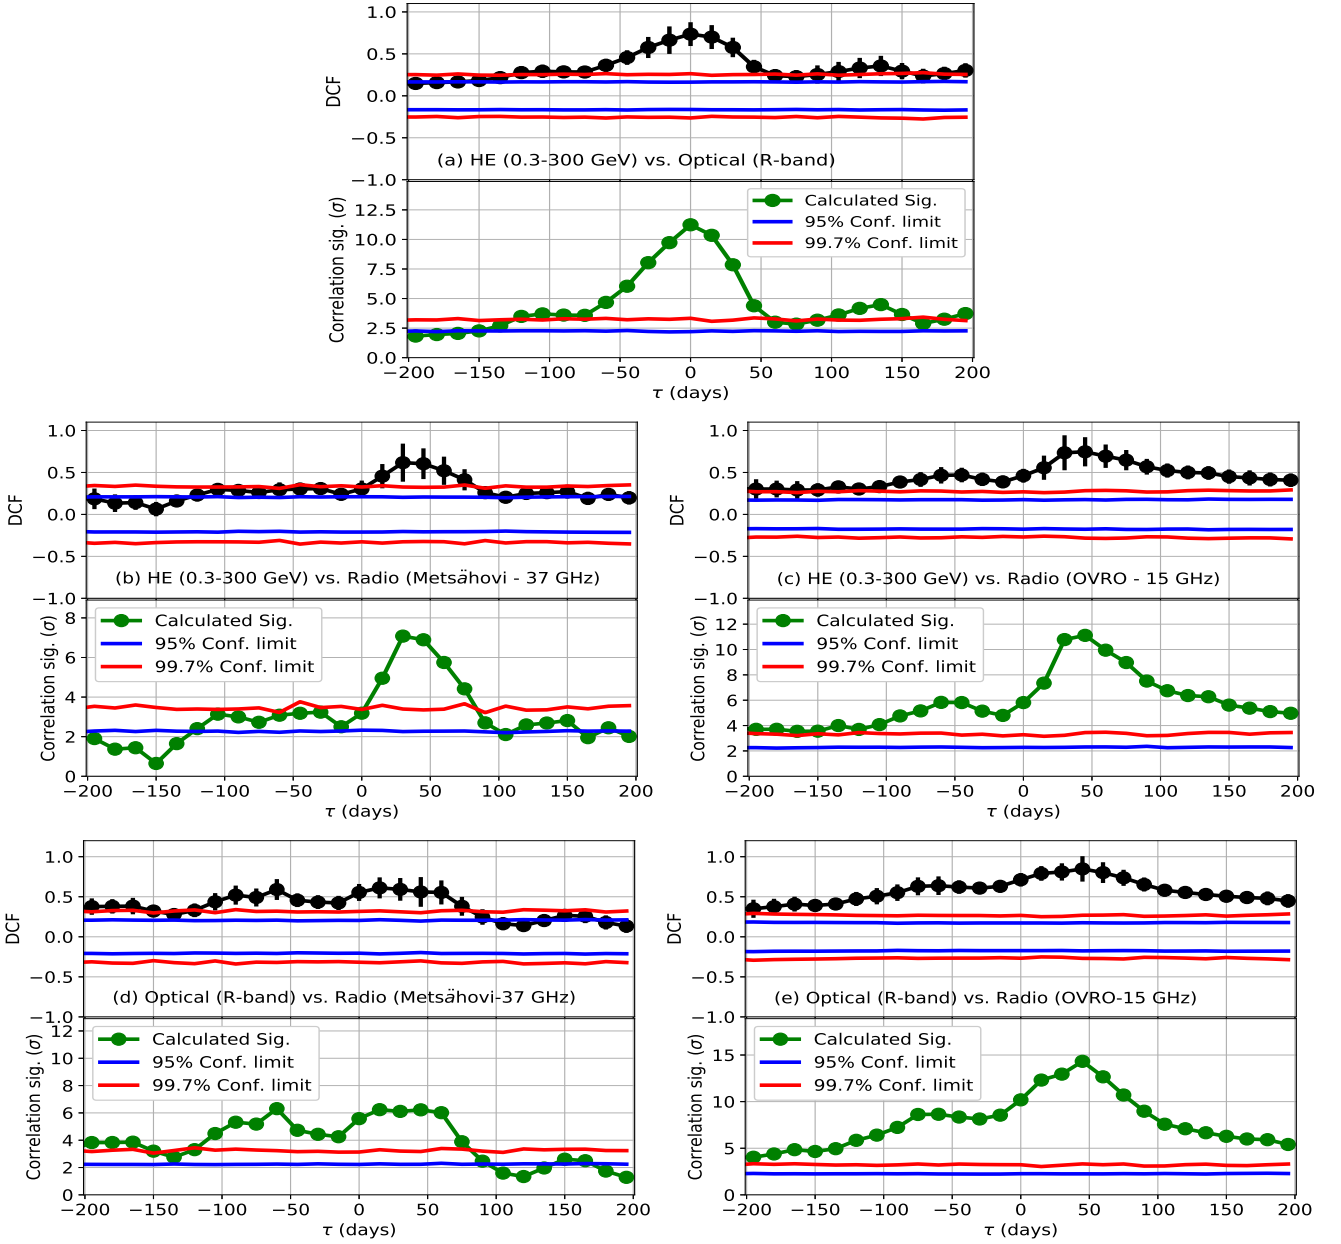 1.0
0.5
0.0
−0.5
−1.0
DCF
(a) HE (0.3-300 GeV) vs. Optical (R-band)
12.5
10.0
7.5
5.0
2.5
0.0
Correlation sig. (σ)
Calculated Sig.
95% Conf. limit
99.7% Conf. limit
−200 −150 −100 −50 0 50 100 150 200
τ (days)
1.0
0.5
0.0
−0.5
−1.0
DCF
(b) HE (0.3-300 GeV) vs. Radio (Metsähovi - 37 GHz)
8
6
4
2
0
Correlation sig. (σ)
Calculated Sig.
95% Conf. limit
99.7% Conf. limit
−200 −150 −100 −50 0 50 100 150 200
τ (days)
1.0
0.5
0.0
−0.5
−1.0
DCF
(c) HE (0.3-300 GeV) vs. Radio (OVRO - 15 GHz)
12
10
8
6
4
2
0
Correlation sig. (σ)
Calculated Sig.
95% Conf. limit
99.7% Conf. limit
−200 −150 −100 −50 0 50 100 150 200
τ (days)
1.0
0.5
0.0
−0.5
−1.0
DCF
(d) Optical (R-band) vs. Radio (Metsähovi-37 GHz)
12
10
8
6
4
2
0
Correlation sig. (σ)
Calculated Sig.
95% Conf. limit
99.7% Conf. limit
−200 −150 −100 −50 0 50 100 150 200
τ (days)
1.0
0.5
0.0
−0.5
−1.0
DCF
(e) Optical (R-band) vs. Radio (OVRO-15 GHz)
15
10
5
0
Correlation sig. (σ)
Calculated Sig.
95% Conf. limit
99.7% Conf. limit
−200 −150 −100 −50 0 50 100 150 200
τ (days)